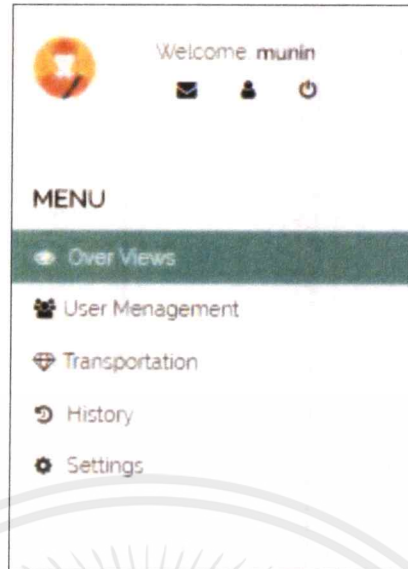 Welcome, munin
MENU
Over Views
User Menagement
Transportation
History
Settings